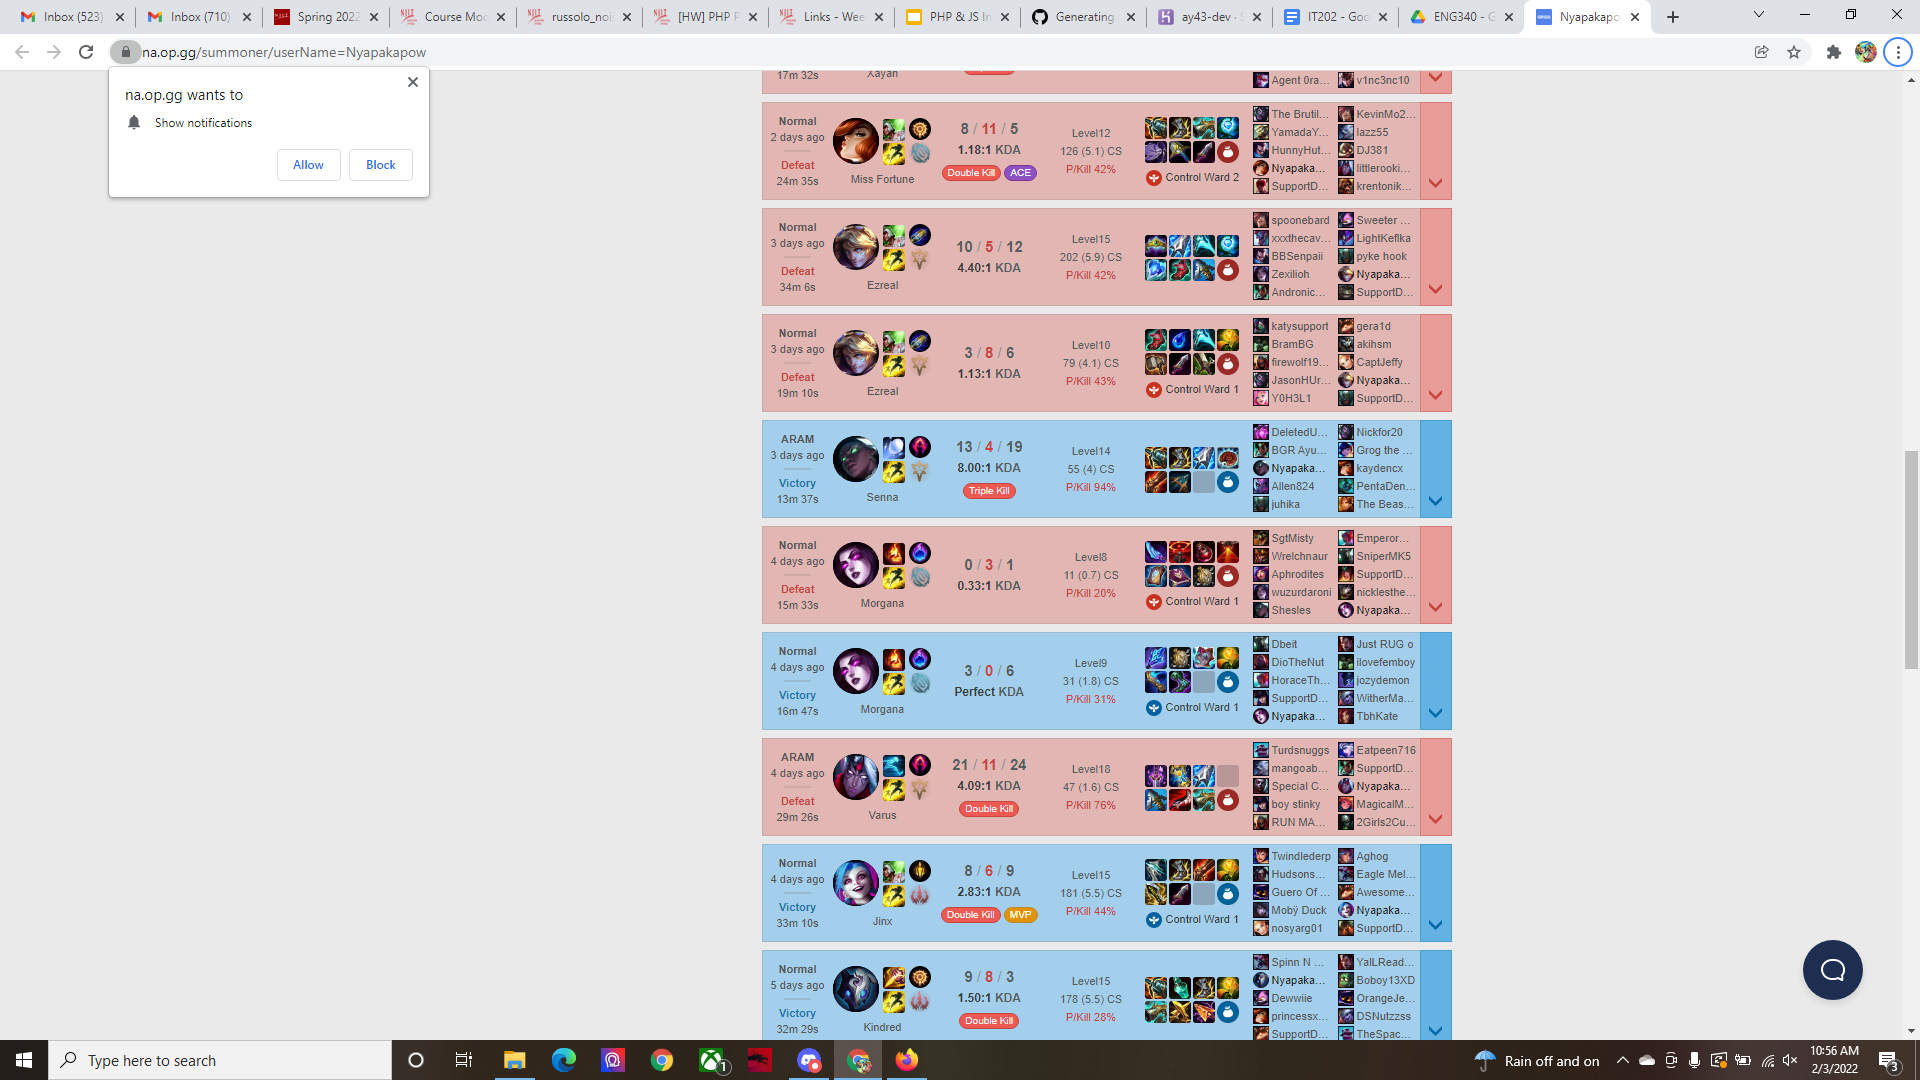 Inbox (523)
Inbox (710)
Spring 2022
Course Moc
russolo_noi
[HW] PHP P
Links - Wee
PHP & JS In
Generating
ay43-dev - S
IT202 - Goo
ENG340 - G
Nyapakapo
na.op.gg/summoner/userName=Nyapakapow
na.op.gg wants to
Show notifications
Allow
Block
17m 32s
Xayah
Agent 0ra...
v1nc3nc10
Normal
2 days ago
Defeat
24m 35s
Miss Fortune
8 / 11 / 5
1.18:1 KDA
Double Kill
ACE
Level12
126 (5.1) CS
P/Kill 42%
Control Ward 2
The Brutil...
YamadaY...
HunnyHut...
Nyapaka...
SupportD...
KevinMo2...
lazz55
DJ381
littlerooki...
krentonik...
Normal
3 days ago
Defeat
34m 6s
Ezreal
10 / 5 / 12
4.40:1 KDA
Level15
202 (5.9) CS
P/Kill 42%
spoonebard
xxxthecav...
BBSenpaii
Zexilioh
Andronic...
Sweeter ...
LightKeflka
pyke hook
Nyapaka...
SupportD...
Normal
3 days ago
Defeat
19m 10s
Ezreal
3 / 8 / 6
1.13:1 KDA
Level10
79 (4.1) CS
P/Kill 43%
Control Ward 1
katysupport
BramBG
firewolf19...
JasonHUr...
Y0H3L1
gera1d
akihsm
CaptJeffy
Nyapaka...
SupportD...
ARAM
3 days ago
Victory
13m 37s
Senna
13 / 4 / 19
8.00:1 KDA
Triple Kill
Level14
55 (4) CS
P/Kill 94%
DeletedU...
BGR Ayu...
Nyapaka...
Allen824
juhika
Nickfor20
Grog the ...
kaydencx
PentaDen...
The Beas...
Normal
4 days ago
Defeat
15m 33s
Morgana
0 / 3 / 1
0.33:1 KDA
Level8
11 (0.7) CS
P/Kill 20%
Control Ward 1
SgtMisty
Wrelchnaur
Aphrodites
wuzurdaroni
Shesles
Emperor...
SniperMK5
SupportD...
nicklesthe...
Nyapaka...
Normal
4 days ago
Victory
16m 47s
Morgana
3 / 0 / 6
Perfect KDA
Level9
31 (1.8) CS
P/Kill 31%
Control Ward 1
Dbeit
DioTheNut
HoraceTh...
SupportD...
Nyapaka...
Just RUG o
ilovefemboy
jozydemon
WitherMa...
TbhKate
ARAM
4 days ago
Defeat
29m 26s
Varus
21 / 11 / 24
4.09:1 KDA
Double Kill
Level18
47 (1.6) CS
P/Kill 76%
Turdsnuggs
mangoab...
Special C...
boy stinky
RUN MA...
Eatpeen716
SupportD...
Nyapaka...
MagicalM...
2Girls2Cu...
Normal
4 days ago
Victory
33m 10s
Jinx
8 / 6 / 9
2.83:1 KDA
Double Kill
MVP
Level15
181 (5.5) CS
P/Kill 44%
Control Ward 1
Twindlederp
Hudsons...
Guero Of ...
Mobÿ Duck
nosyarg01
Aghog
Eagle Mel...
Awesome...
Nyapaka...
SupportD...
Normal
5 days ago
Victory
32m 29s
Kindred
9 / 8 / 3
1.50:1 KDA
Double Kill
Level15
178 (5.5) CS
P/Kill 28%
Spinn N ...
Nyapaka...
Dewwiie
princessx...
SupportD...
YalLRead...
Boboy13XD
OrangeJe...
DSNutzzss
TheSpac...
Type here to search
1
Rain off and on
10:56 AM
2/3/2022
3